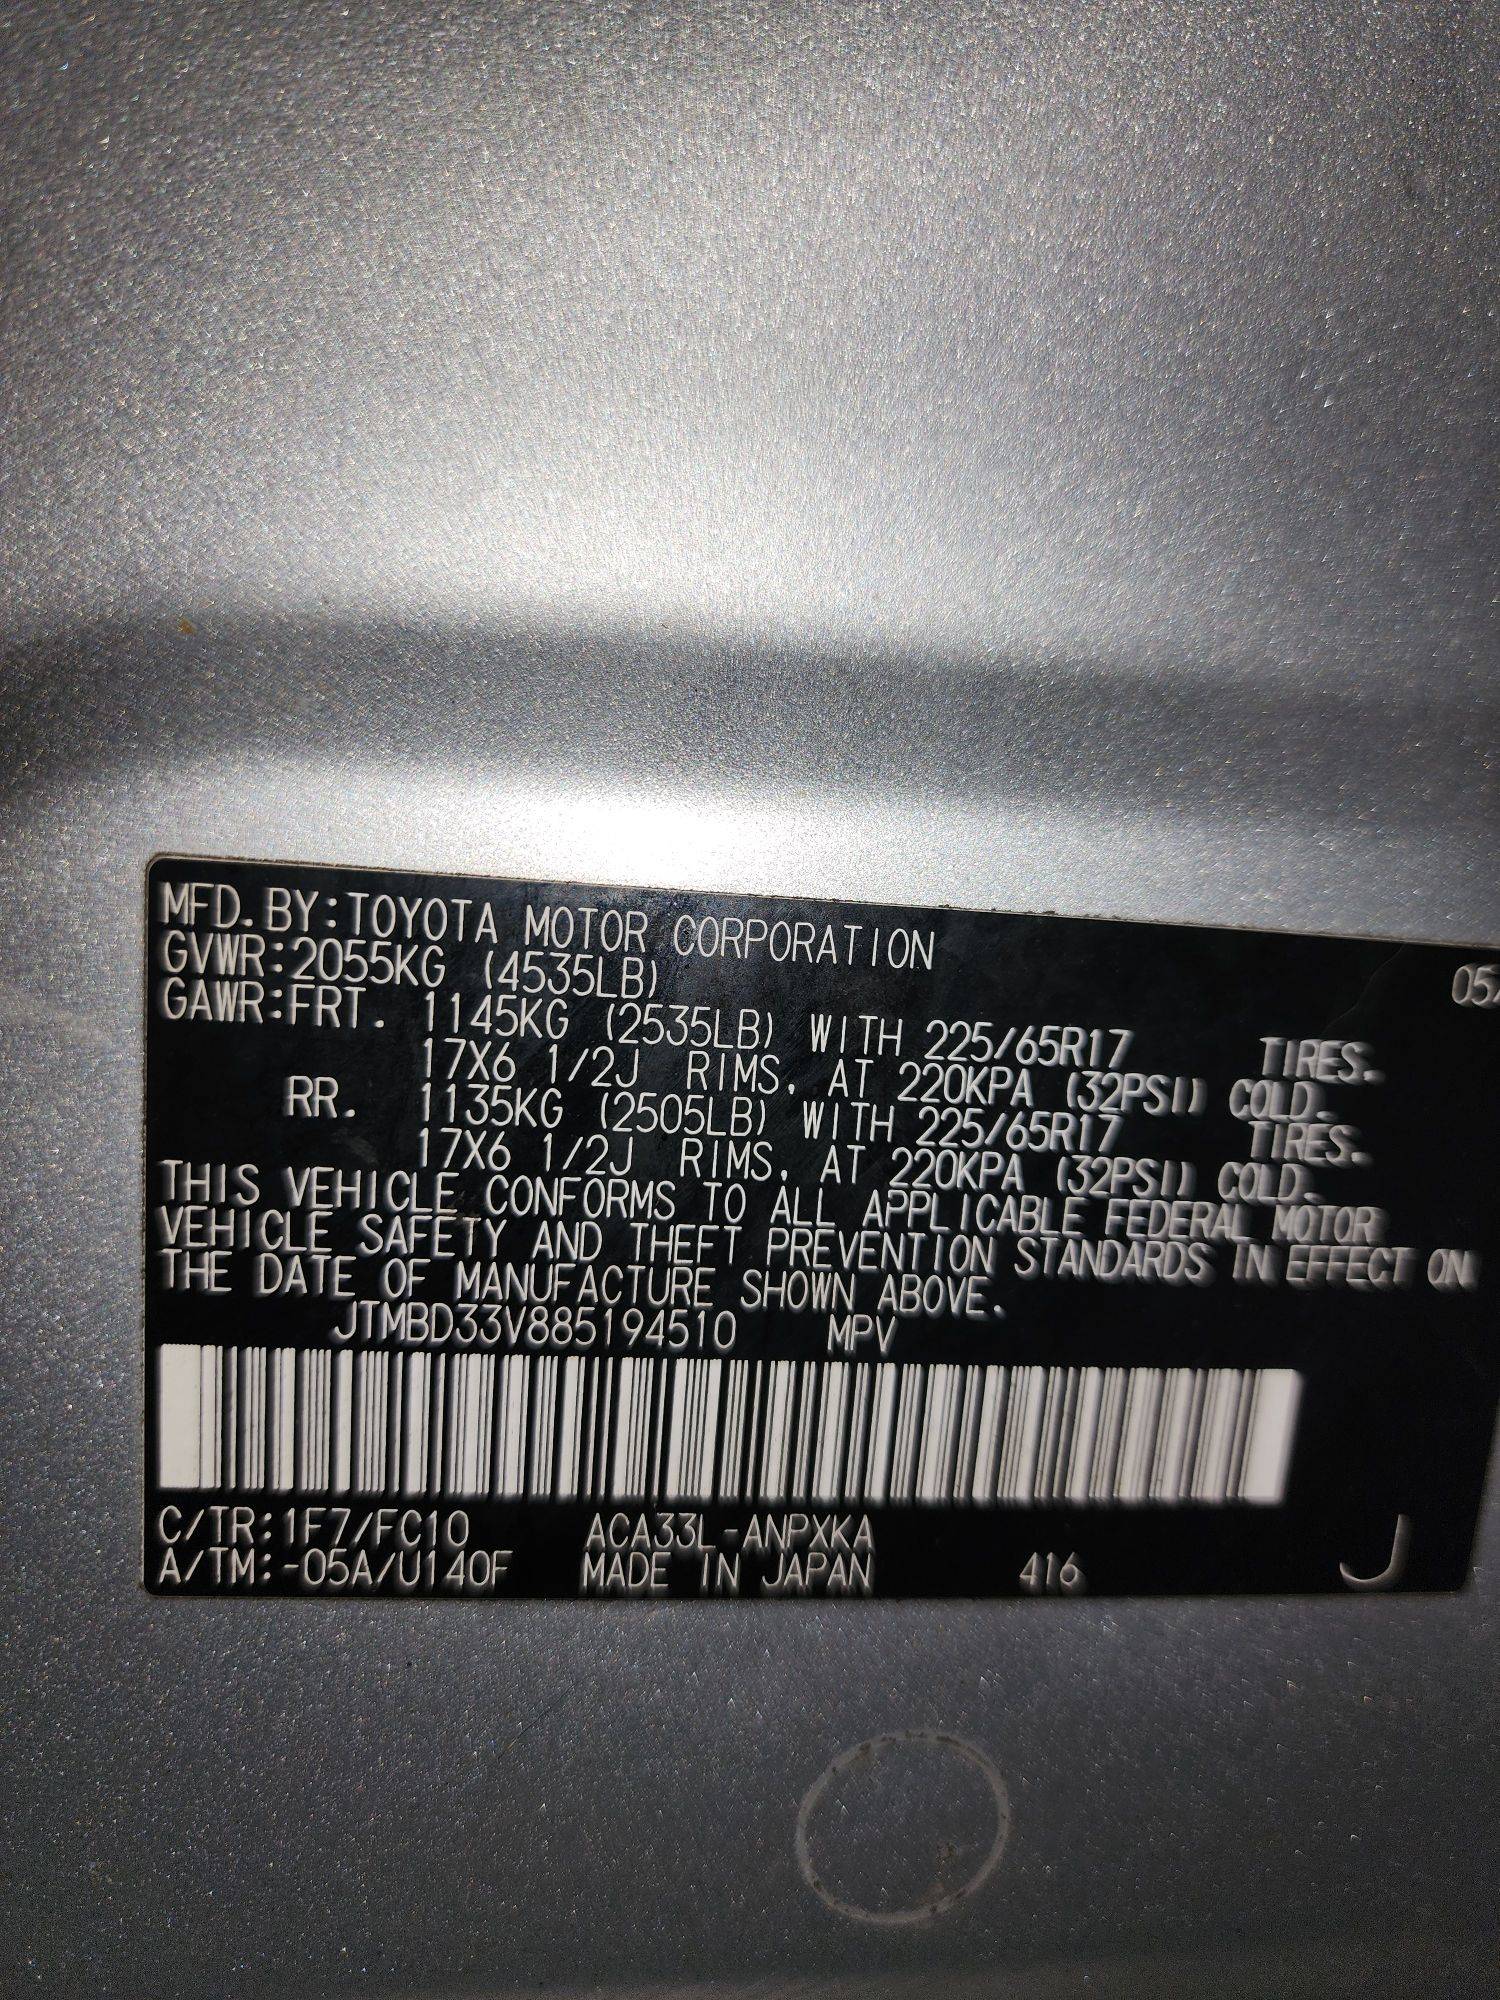 MFD.BY:TOYOTA MOTOR CORPORATION 05/
GVWR:2055KG (4535LB)
GAWR:FRT. 1145KG (2535LB) WITH 225/65R17 TIRES.
17X6 1/2J RIMS, AT 220KPA (32PSI) COLD.
RR. 1135KG (2505LB) WITH 225/65R17 TIRES.
17X6 1/2J RIMS, AT 220KPA (32PSI) COLD.
THIS VEHICLE CONFORMS TO ALL APPLICABLE FEDERAL MOTOR
VEHICLE SAFETY AND THEFT PREVENTION STANDARDS IN EFFECT ON
THE DATE OF MANUFACTURE SHOWN ABOVE.
JTMBD33V885194510 MPV
C/TR:1F7/FC10 ACA33L-ANPXKA
A/TM:-05A/U140F MADE IN JAPAN 416 J